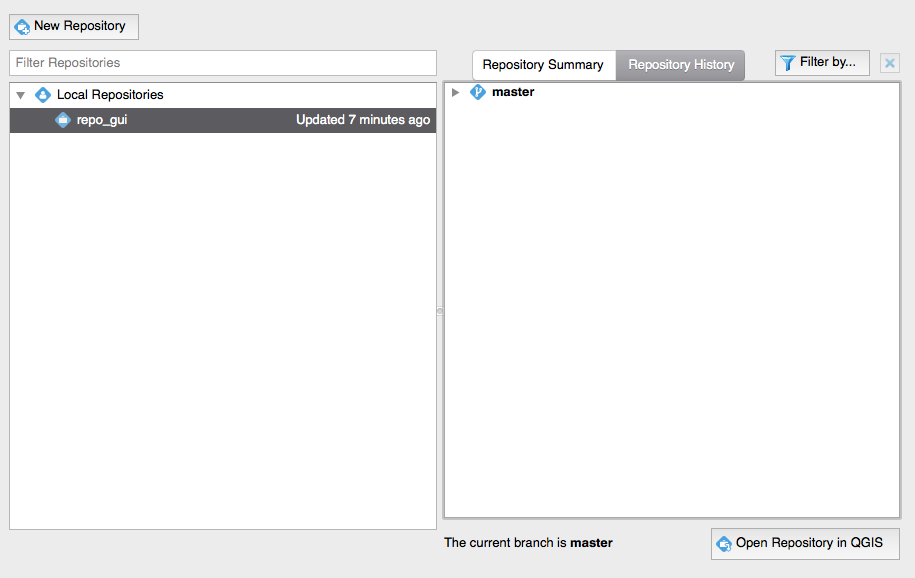 New Repository
Filter Repositories
Repository Summary
Repository History
Filter by...
Local Repositories
repo_gui
Updated 7 minutes ago
master
The current branch is master
Open Repository in QGIS